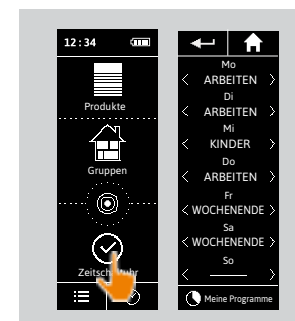 12:34
Produkte
Gruppen
Zeitschaltuhr
Mo
ARBEITEN
Di
ARBEITEN
Mi
KINDER
Do
ARBEITEN
Fr
WOCHENENDE
Sa
WOCHENENDE
So
Meine Programme